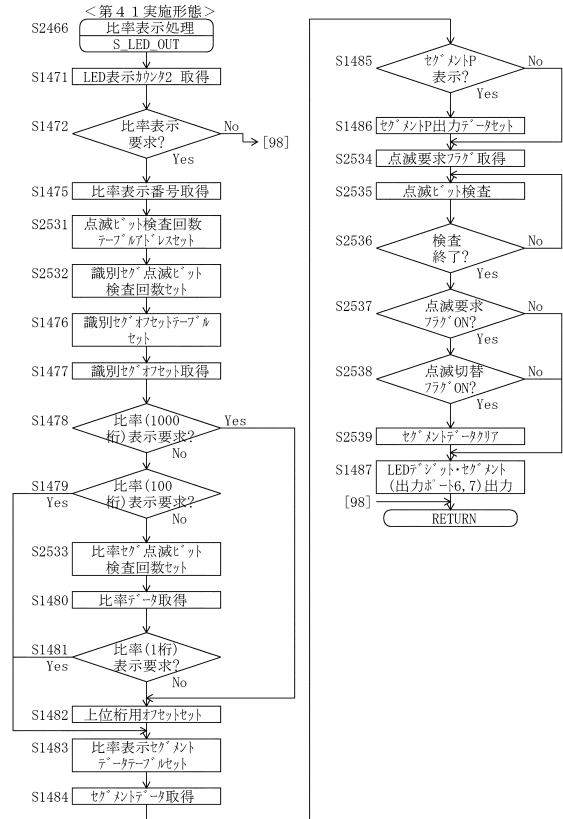 ＜第４１実施形態＞
S2466
比率表示処理
S_LED_OUT
S1471
LED表示カウンタ2 取得
S1472
比率表示
要求?
No
[98]
Yes
S1475
比率表示番号取得
S2531
点滅ビット検査回数
テーブルアドレスセット
S2532
識別セグ点滅ビット
検査回数セット
S1476
識別セグオフセットテーブル
セット
S1477
識別セグオフセット取得
S1478
比率(1000
桁)表示要求?
Yes
No
S1479
比率(100
桁)表示要求?
Yes
No
S2533
比率セグ点滅ビット
検査回数セット
S1480
比率データ取得
S1481
比率(1桁)
表示要求?
Yes
No
S1482
上位桁用オフセットセット
S1483
比率表示セグメント
データテーブルセット
S1484
セグメントデータ取得
S1485
セグメントP
表示?
No
Yes
S1486
セグメントP出力データセット
S2534
点滅要求フラグ取得
S2535
点滅ビット検査
S2536
検査
終了?
No
Yes
S2537
点滅要求
フラグON?
No
Yes
S2538
点滅切替
フラグON?
No
Yes
S2539
セグメントデータクリア
S1487
LEDデジット・セグメント
(出力ポート6,7)出力
[98]
RETURN